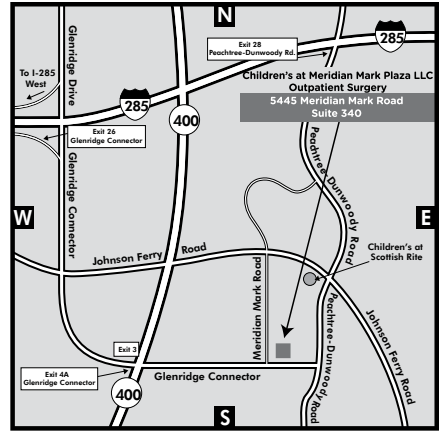 N
Exit 28
Peachtree-Dunwoody Rd.
285
Glenridge Drive
To I-285
West
Children's at Meridian Mark Plaza LLC
Outpatient Surgery
5445 Meridian Mark Road
Suite 340
285
400
Exit 26
Glenridge Connector
Peachtree-Dunwoody Road
Glenridge Connector
W
E
Johnson Ferry Road
Children's at
Scottish Rite
Meridian Mark Road
Peachtree-Dunwoody Road
Johnson Ferry Road
Exit 3
Exit 4A
Glenridge Connector
Glenridge Connector
400
S